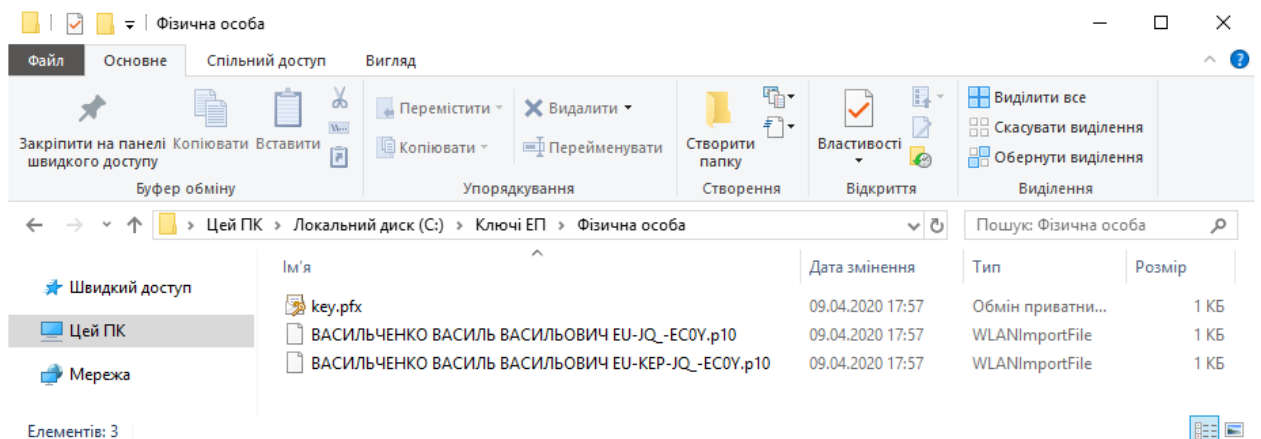 Фізична особа
Файл Основне Спільний доступ Вигляд
Закріпити на панелі швидкого доступу
Копіювати
Вставити
W...
Перемістити
Копіювати
Видалити
Перейменувати
Створити папку
Властивості
Виділити все
Скасувати виділення
Обернути виділення
Буфер обміну Упорядкування Створення Відкриття Виділення
Цей ПК › Локальний диск (C:) › Ключі ЕП › Фізична особа
Пошук: Фізична особа
Швидкий доступ
Цей ПК
Мережа
Ім'я Дата змінення Тип Розмір
key.pfx 09.04.2020 17:57 Обмін приватни... 1 КБ
ВАСИЛЬЧЕНКО ВАСИЛЬ ВАСИЛЬОВИЧ EU-JQ_-EC0Y.p10 09.04.2020 17:57 WLANImportFile 1 КБ
ВАСИЛЬЧЕНКО ВАСИЛЬ ВАСИЛЬОВИЧ EU-KEP-JQ_-EC0Y.p10 09.04.2020 17:57 WLANImportFile 1 КБ
Елементів: 3